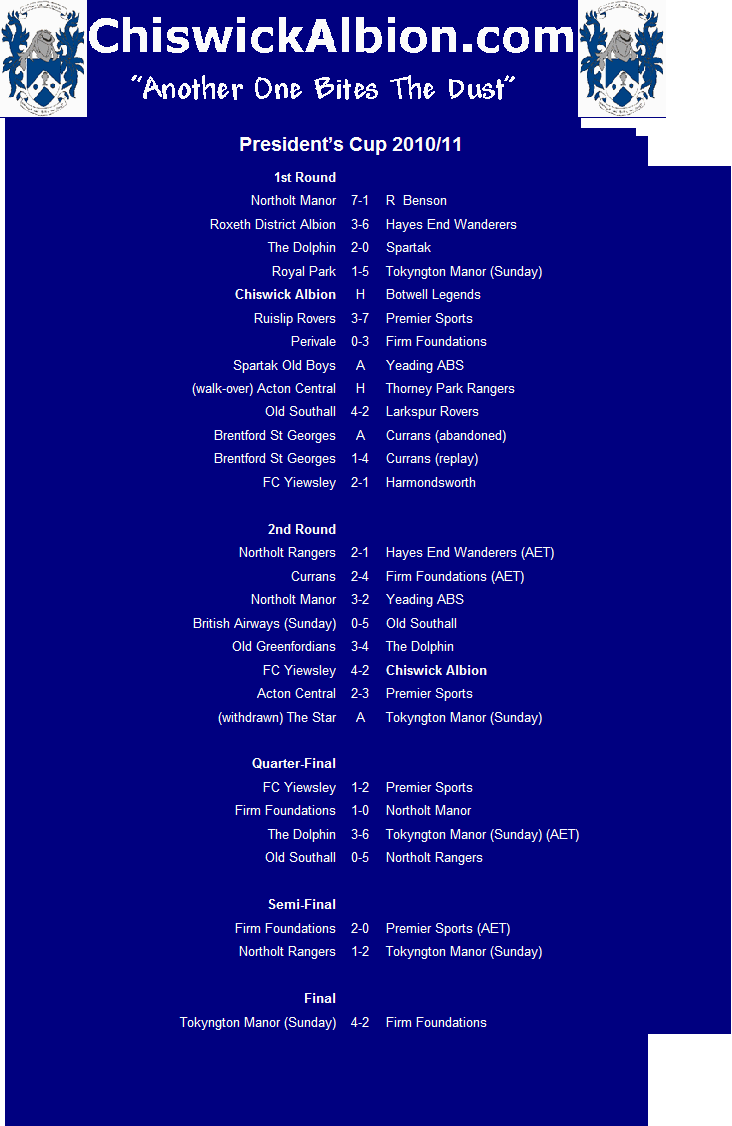 ChiswickAlbion.com
"Another One Bites The Dust"
President's Cup 2010/11
1st Round
Northolt Manor 7-1 R Benson
Roxeth District Albion 3-6 Hayes End Wanderers
The Dolphin 2-0 Spartak
Royal Park 1-5 Tokyngton Manor (Sunday)
Chiswick Albion H Botwell Legends
Ruislip Rovers 3-7 Premier Sports
Perivale 0-3 Firm Foundations
Spartak Old Boys A Yeading ABS
(walk-over) Acton Central H Thorney Park Rangers
Old Southall 4-2 Larkspur Rovers
Brentford St Georges A Currans (abandoned)
Brentford St Georges 1-4 Currans (replay)
FC Yiewsley 2-1 Harmondsworth
2nd Round
Northolt Rangers 2-1 Hayes End Wanderers (AET)
Currans 2-4 Firm Foundations (AET)
Northolt Manor 3-2 Yeading ABS
British Airways (Sunday) 0-5 Old Southall
Old Greenfordians 3-4 The Dolphin
FC Yiewsley 4-2 Chiswick Albion
Acton Central 2-3 Premier Sports
(withdrawn) The Star A Tokyngton Manor (Sunday)
Quarter-Final
FC Yiewsley 1-2 Premier Sports
Firm Foundations 1-0 Northolt Manor
The Dolphin 3-6 Tokyngton Manor (Sunday) (AET)
Old Southall 0-5 Northolt Rangers
Semi-Final
Firm Foundations 2-0 Premier Sports (AET)
Northolt Rangers 1-2 Tokyngton Manor (Sunday)
Final
Tokyngton Manor (Sunday) 4-2 Firm Foundations